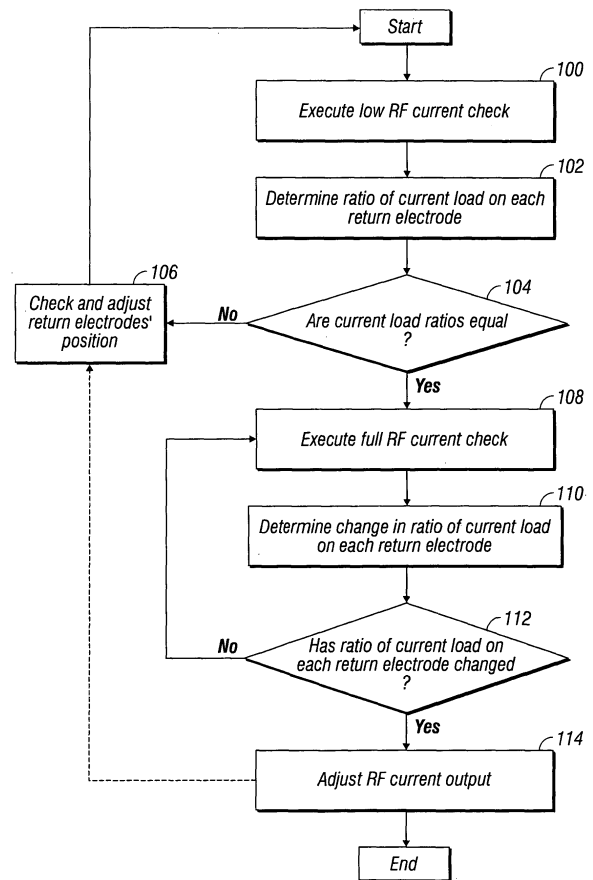 Start
100
Execute low RF current check
102
Determine ratio of current load on each
return electrode
104
Are current load ratios equal
?
No
106
Check and adjust
return electrodes'
position
Yes
108
Execute full RF current check
110
Determine change in ratio of current load
on each return electrode
112
Has ratio of current load on
each return electrode changed
?
No
Yes
114
Adjust RF current output
End